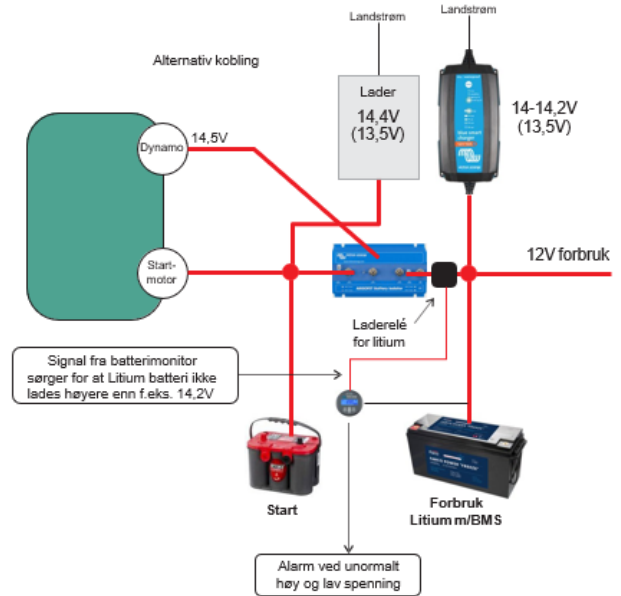 Landstrøm
Landstrøm
Alternativ kobling
Lader
14,4V
(13,5V)
14-14,2V
(13,5V)
Dynamo
14,5V
Start-
motor
12V forbruk
Laderelé
for litium
Signal fra batterimonitor
sørger for at Litium batteri ikke
lades høyere enn f.eks. 14,2V
Start
Forbruk
Litium m/BMS
Alarm ved unormalt
høy og lav spenning